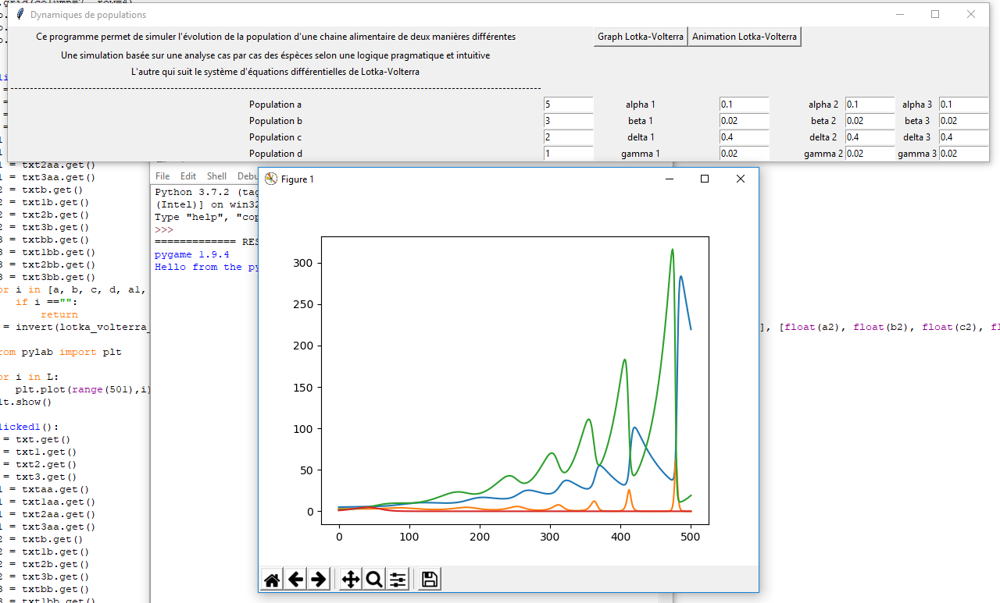 .grid(column=7, row=4)
Dynamiques de populations
Ce programme permet de simuler l'évolution de la population d'une chaine alimentaire de deux manières différentes
Graph Lotka-Volterra Animation Lotka-Volterra
Une simulation basée sur une analyse cas par cas des éspèces selon une logique pragmatique et intuitive
L'autre qui suit le système d'équations différentielles de Lotka-Volterra
Population a 5 alpha 1 0.1 alpha 2 0.1 alpha 3 0.1
Population b 3 beta 1 0.02 beta 2 0.02 beta 3 0.02
Population c 2 delta 1 0.4 delta 2 0.4 delta 3 0.4
Population d 1 gamma 1 0.02 gamma 2 0.02 gamma 3 0.02
1 = txt2aa.get()
1 = txt3aa.get()
2 = txtb.get()
2 = txt1b.get()
2 = txt2b.get()
2 = txt3b.get()
3 = txtbb.get()
3 = txt1bb.get()
3 = txt2bb.get()
3 = txt3bb.get()
or i in [a, b, c, d, a1,
if i =="":
return
= invert(lotka_volterra_
], [float(a2), float(b2), float(c2), fl
rom pylab import plt
or i in L:
plt.plot(range(501),i)
lt.show()
licked1():
= txt.get()
= txt1.get()
= txt2.get()
= txt3.get()
1 = txtaa.get()
1 = txt1aa.get()
1 = txt2aa.get()
1 = txt3aa.get()
2 = txtb.get()
2 = txt1b.get()
2 = txt2b.get()
2 = txt3b.get()
3 = txtbb.get()
3 = txt1bb.get()
File Edit Shell Debu
Python 3.7.2 (tag
(Intel)] on win32
Type "help", "cop
>>>
============= RES
pygame 1.9.4
Hello from the py
Figure 1
300
250
200
150
100
50
0
0 100 200 300 400 500